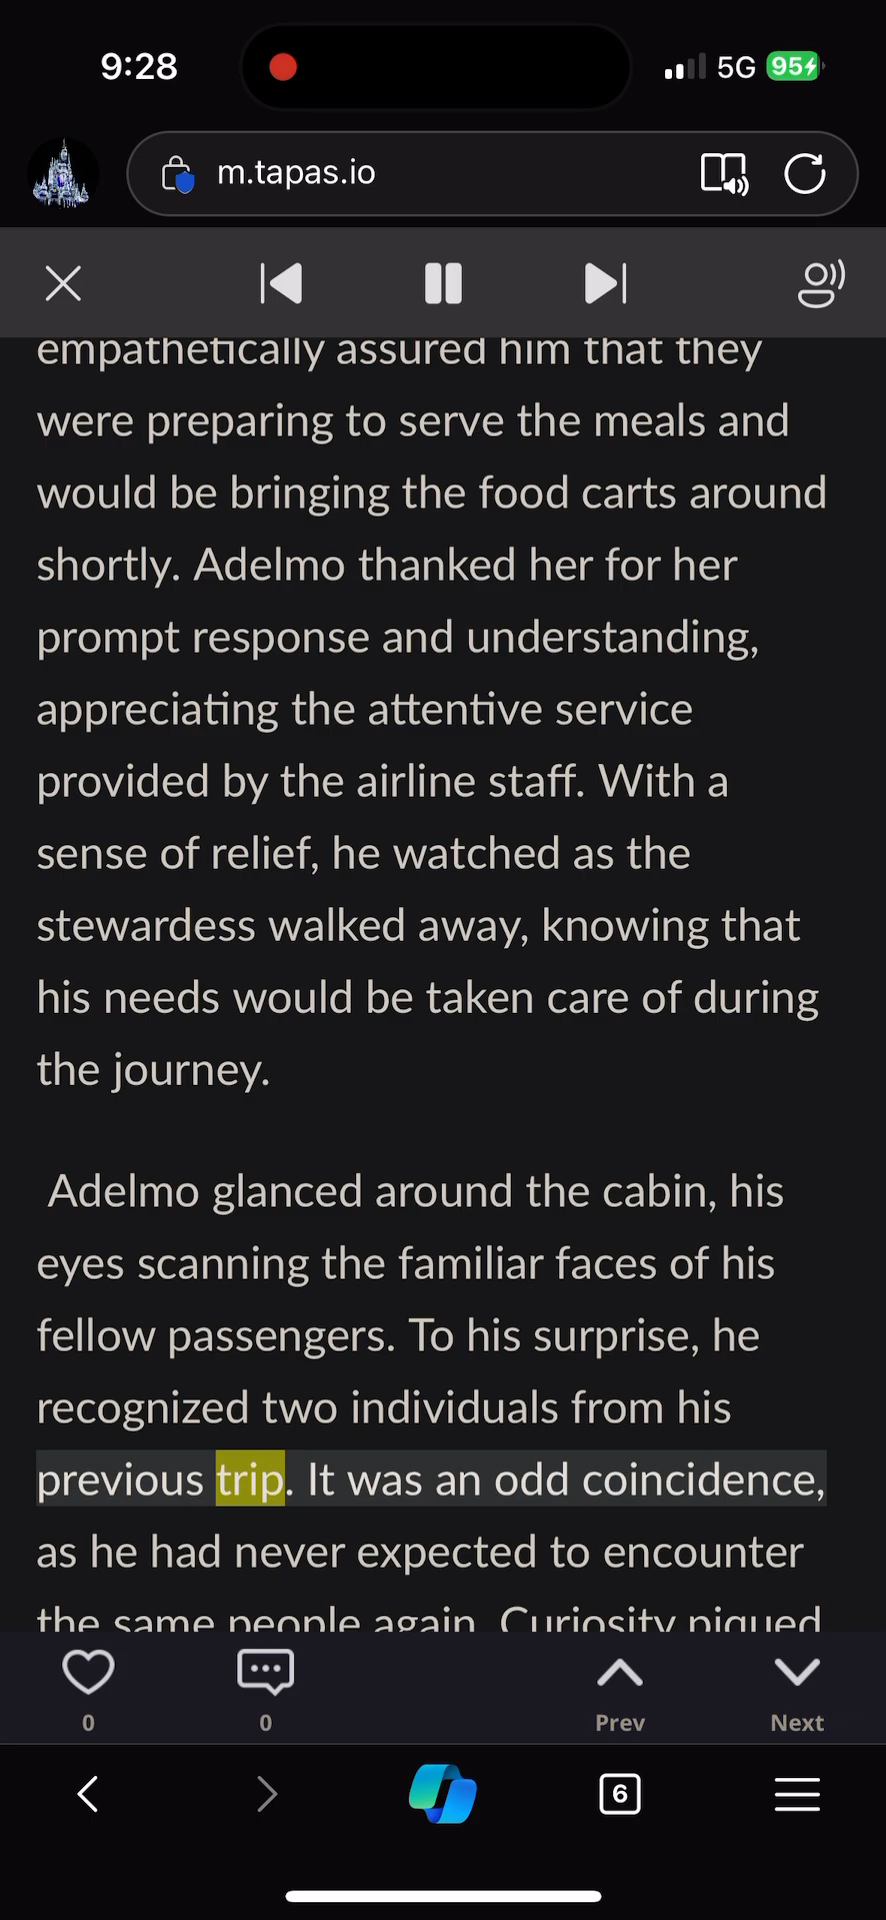 9:28
5G
95
m.tapas.io
empathetically assured him that they
were preparing to serve the meals and
would be bringing the food carts around
shortly. Adelmo thanked her for her
prompt response and understanding,
appreciating the attentive service
provided by the airline staff. With a
sense of relief, he watched as the
stewardess walked away, knowing that
his needs would be taken care of during
the journey.
Adelmo glanced around the cabin, his
eyes scanning the familiar faces of his
fellow passengers. To his surprise, he
recognized two individuals from his
previous trip. It was an odd coincidence,
as he had never expected to encounter
the same people again. Curiosity piqued
0
0
Prev
Next
6